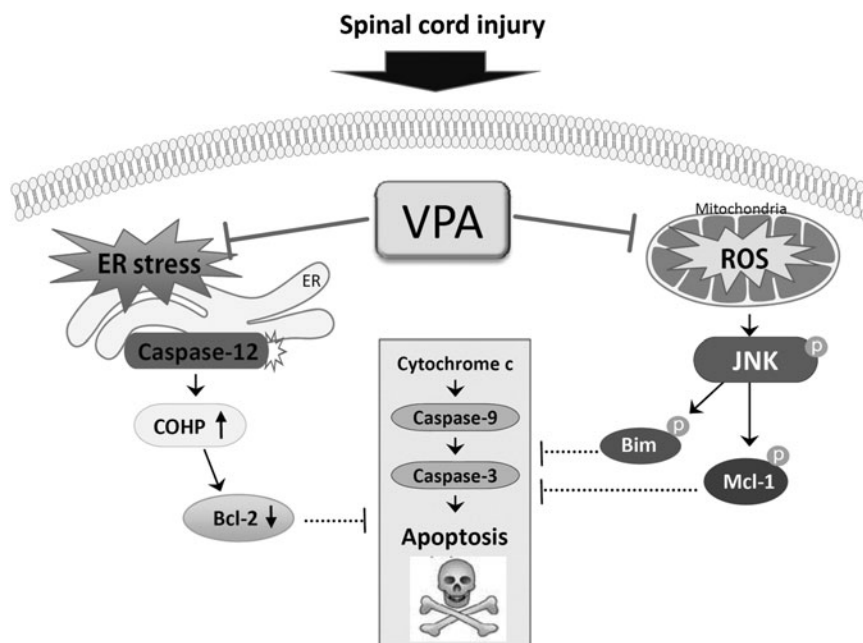 Spinal cord injury
VPA
Mitochondria
ROS
ER stress
ER
Caspase-12
COHP
Bcl-2
Cytochrome c
Caspase-9
Caspase-3
Apoptosis
JNK
p
Bim
p
Mcl-1
p